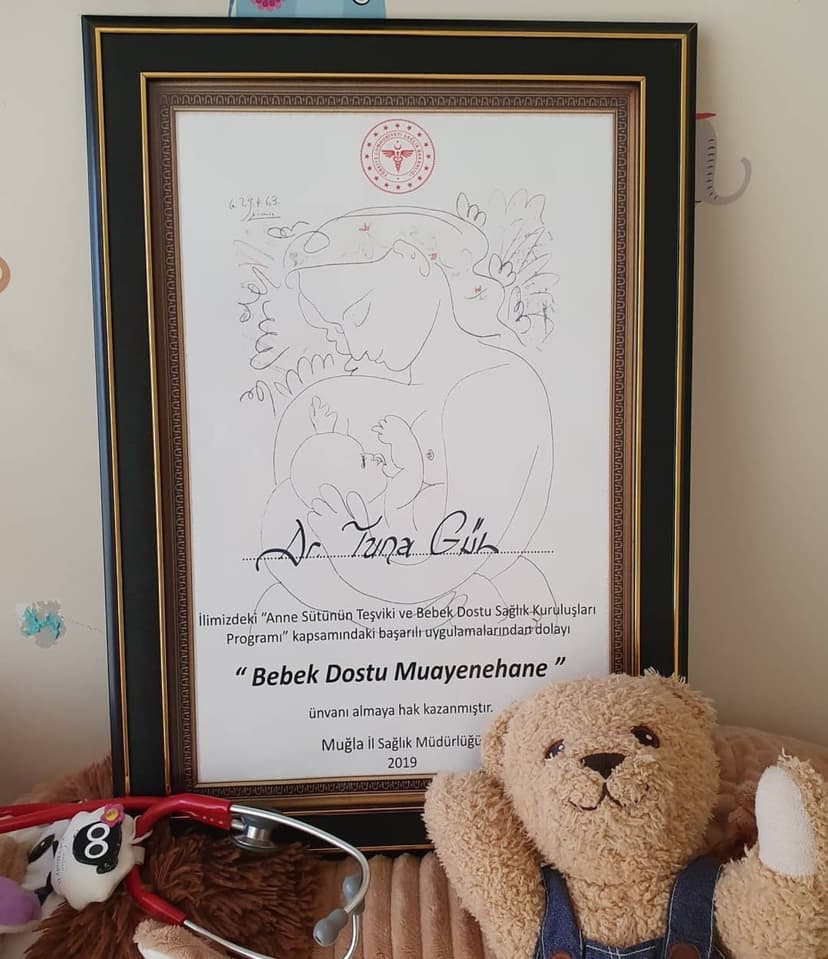 Dr. Tuna Gül
İlimizdeki “Anne Sütünün Teşviki ve Bebek Dostu Sağlık Kuruluşları
Programı” kapsamındaki başarılı uygulamalarından dolayı
“ Bebek Dostu Muayenehane ”
ünvanı almaya hak kazanmıştır.
Muğla İl Sağlık Müdürlüğü
2019